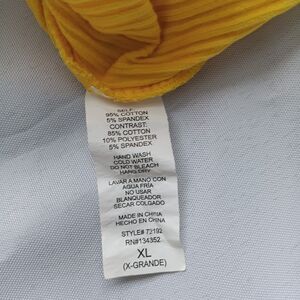 SELF:
95% COTTON
5% SPANDEX
CONTRAST:
85% COTTON
10% POLYESTER
5% SPANDEX
HAND WASH
COLD WATER
DO NOT BLEACH
HANG DRY
LAVAR A MANO CON
AGUA FRÍA
NO USAR
BLANQUEADOR
SECAR COLGADO
MADE IN CHINA
HECHO EN CHINA
STYLE# 72192
RN#134352
XL
(X-GRANDE)